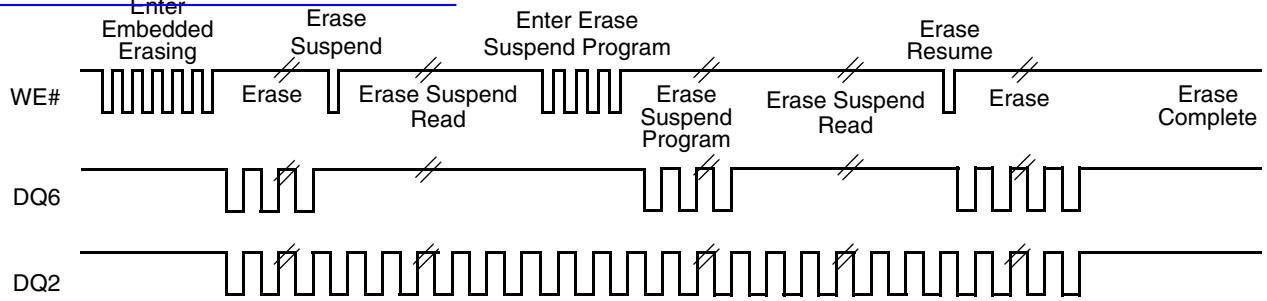 Enter
Embedded
Erasing
Erase
Suspend
Enter Erase
Suspend Program
Erase
Resume
WE#
Erase
Erase Suspend
Read
Erase
Suspend
Program
Erase Suspend
Read
Erase
Erase
Complete
DQ6
DQ2